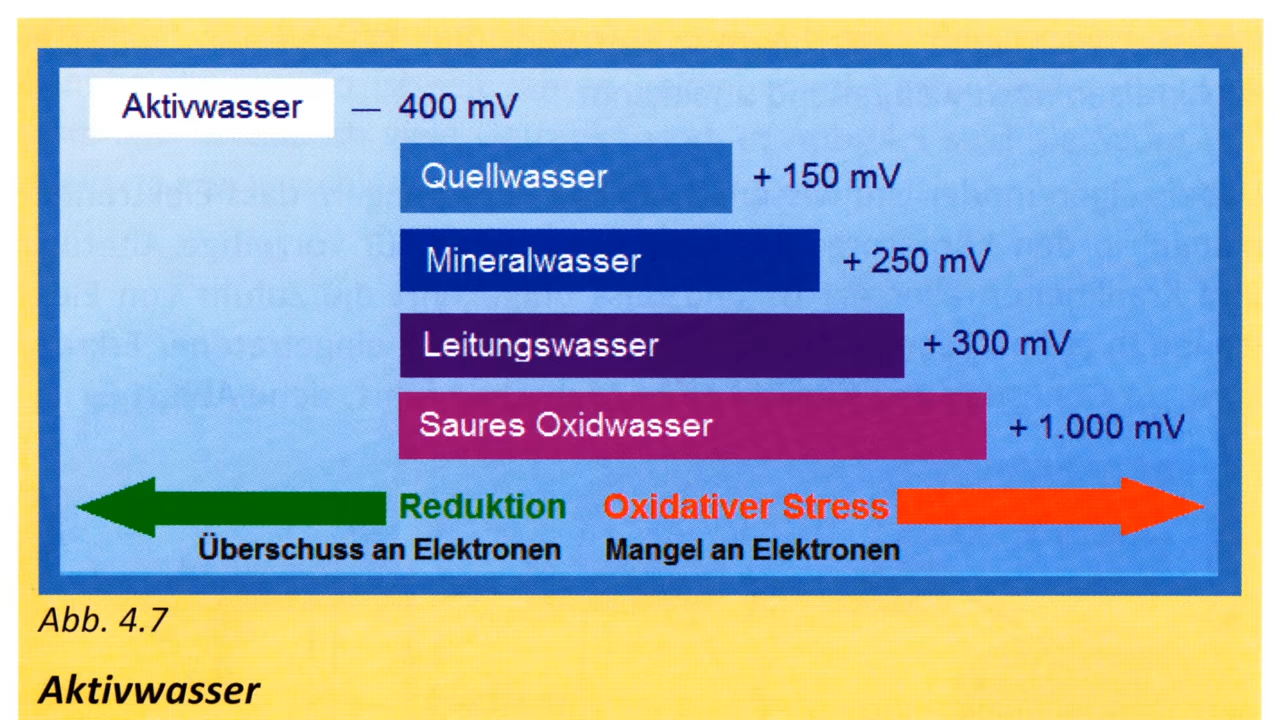 Aktivwasser — 400 mV
Quellwasser + 150 mV
Mineralwasser + 250 mV
Leitungswasser + 300 mV
Saures Oxidwasser + 1.000 mV
Reduktion Oxidativer Stress
Überschuss an Elektronen Mangel an Elektronen
Abb. 4.7
Aktivwasser